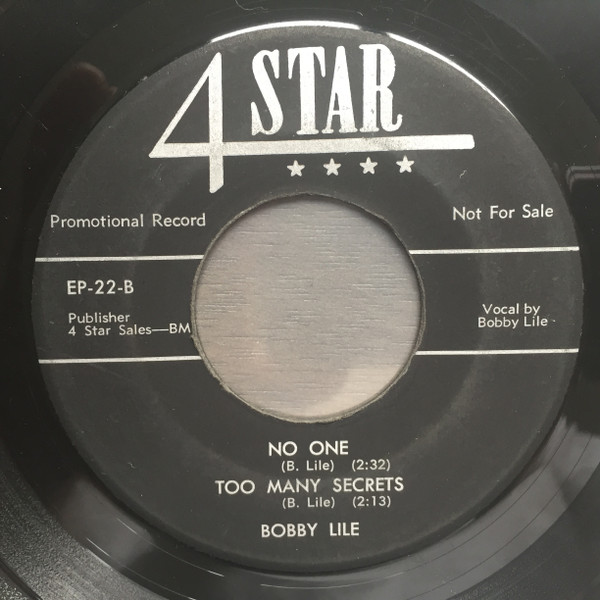 4 STAR
Promotional Record
Not For Sale
EP-22-B
Publisher
4 Star Sales—BM
Vocal by
Bobby Lile
NO ONE
(B. Lile) (2:32)
TOO MANY SECRETS
(B. Lile) (2:13)
BOBBY LILE